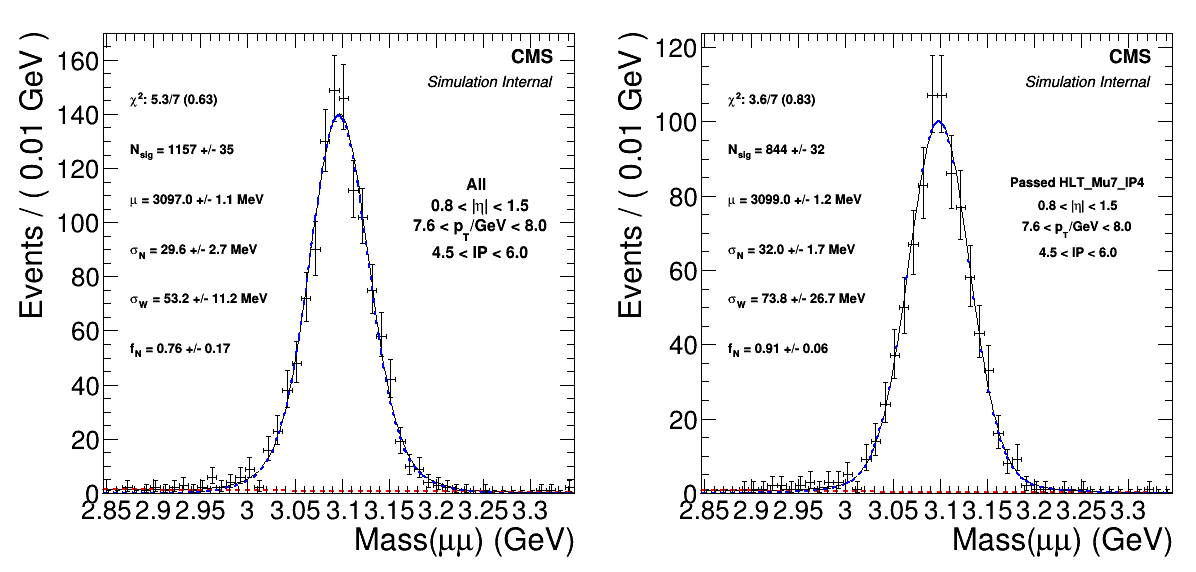 CMS
Simulation Internal
χ²: 5.3/7 (0.63)
N_sig = 1157 +/- 35
μ = 3097.0 +/- 1.1 MeV
σ_N = 29.6 +/- 2.7 MeV
σ_W = 53.2 +/- 11.2 MeV
f_N = 0.76 +/- 0.17
All
0.8 < |η| < 1.5
7.6 < p_T/GeV < 8.0
4.5 < IP < 6.0
Events / ( 0.01 GeV )
160
140
120
100
80
60
40
20
0
2.85 2.9 2.95 3 3.05 3.1 3.15 3.2 3.25 3.3
Mass(μμ) (GeV)
CMS
Simulation Internal
χ²: 3.6/7 (0.83)
N_sig = 844 +/- 32
μ = 3099.0 +/- 1.2 MeV
σ_N = 32.0 +/- 1.7 MeV
σ_W = 73.8 +/- 26.7 MeV
f_N = 0.91 +/- 0.06
Passed HLT_Mu7_IP4
0.8 < |η| < 1.5
7.6 < p_T/GeV < 8.0
4.5 < IP < 6.0
Events / ( 0.01 GeV )
120
100
80
60
40
20
0
2.85 2.9 2.95 3 3.05 3.1 3.15 3.2 3.25 3.3
Mass(μμ) (GeV)